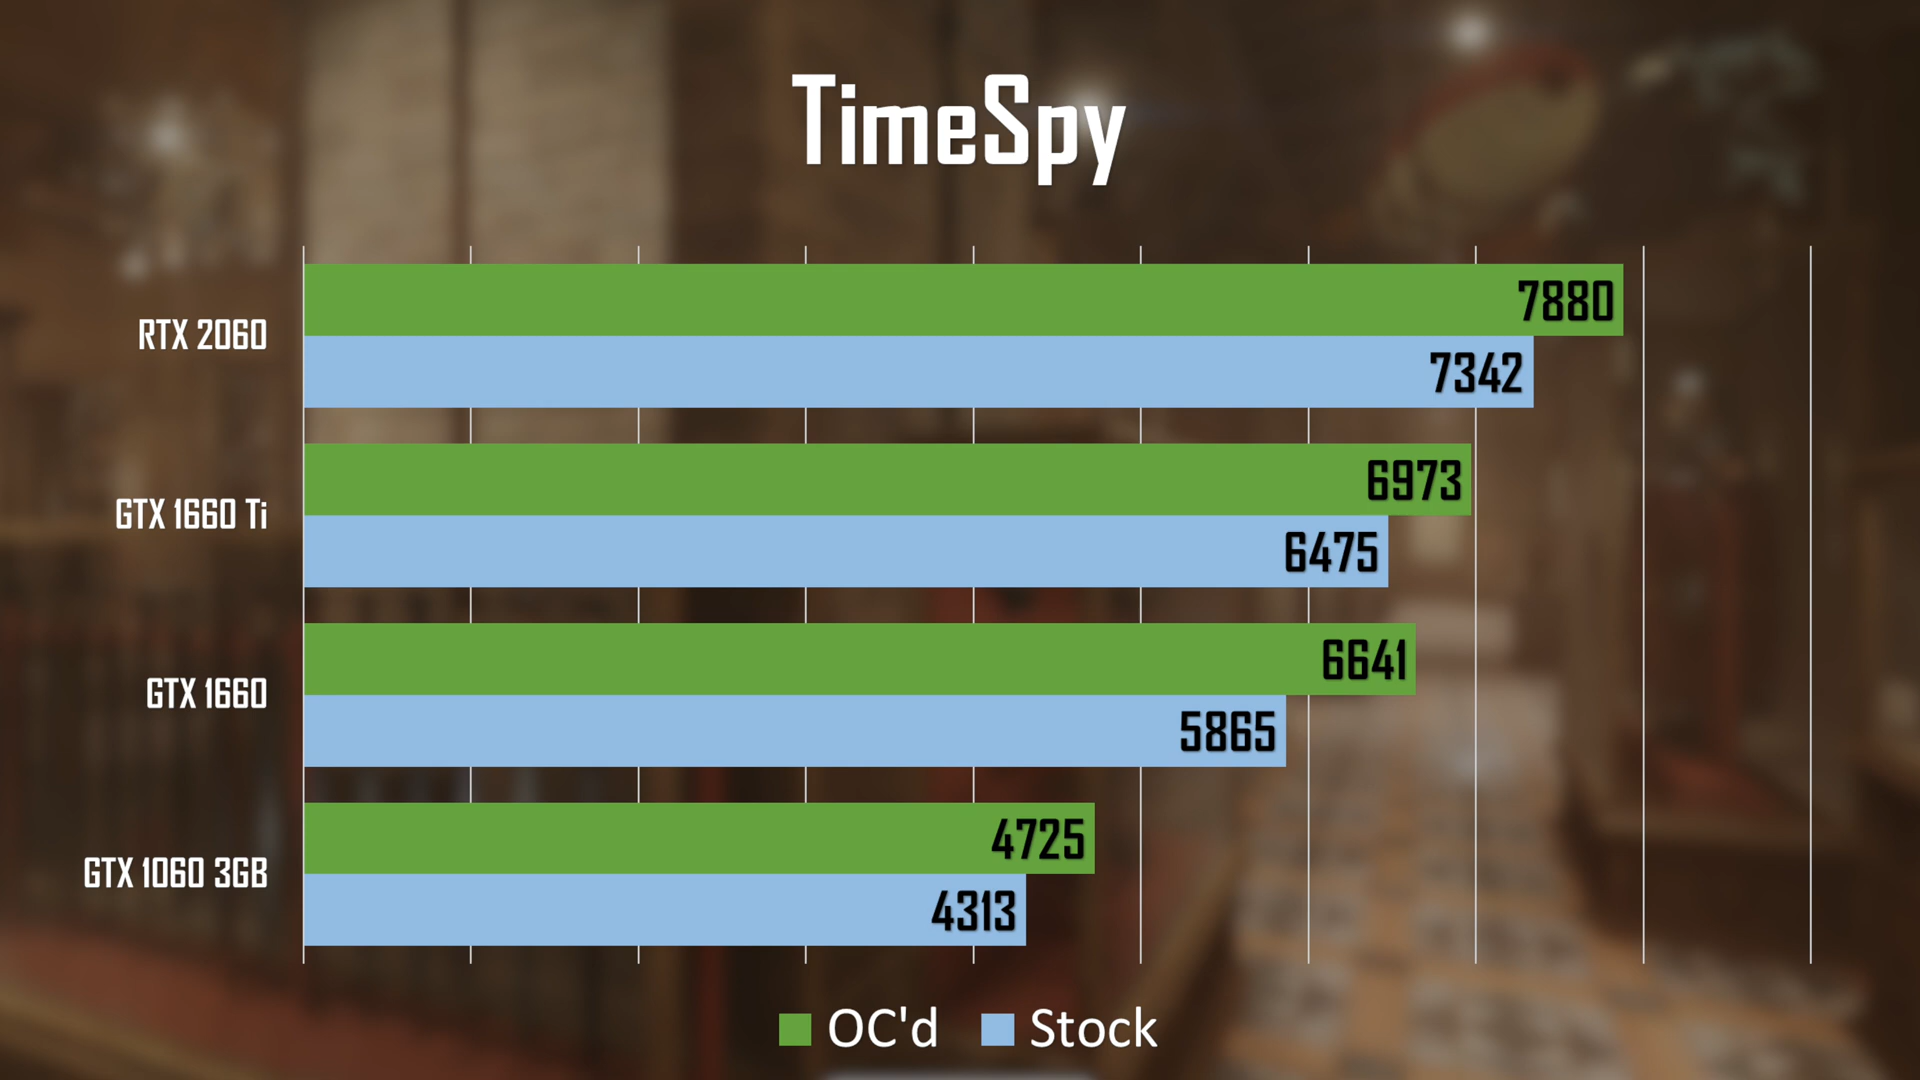 TimeSpy
RTX 2060
7880
7342
GTX 1660 Ti
6973
6475
GTX 1660
6641
5865
GTX 1060 3GB
4725
4313
OC'd
Stock